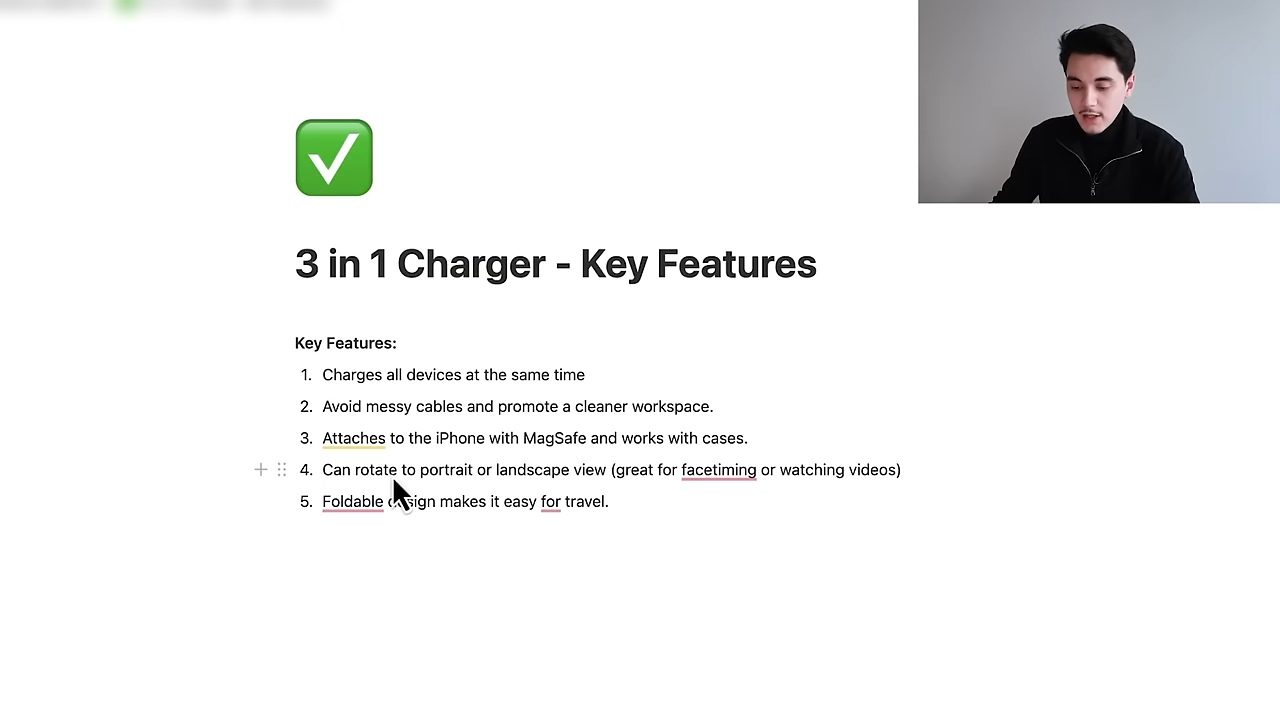 3 in 1 Charger - Key Features
Key Features:
1. Charges all devices at the same time
2. Avoid messy cables and promote a cleaner workspace.
3. Attaches to the iPhone with MagSafe and works with cases.
4. Can rotate to portrait or landscape view (great for facetiming or watching videos)
5. Foldable design makes it easy for travel.